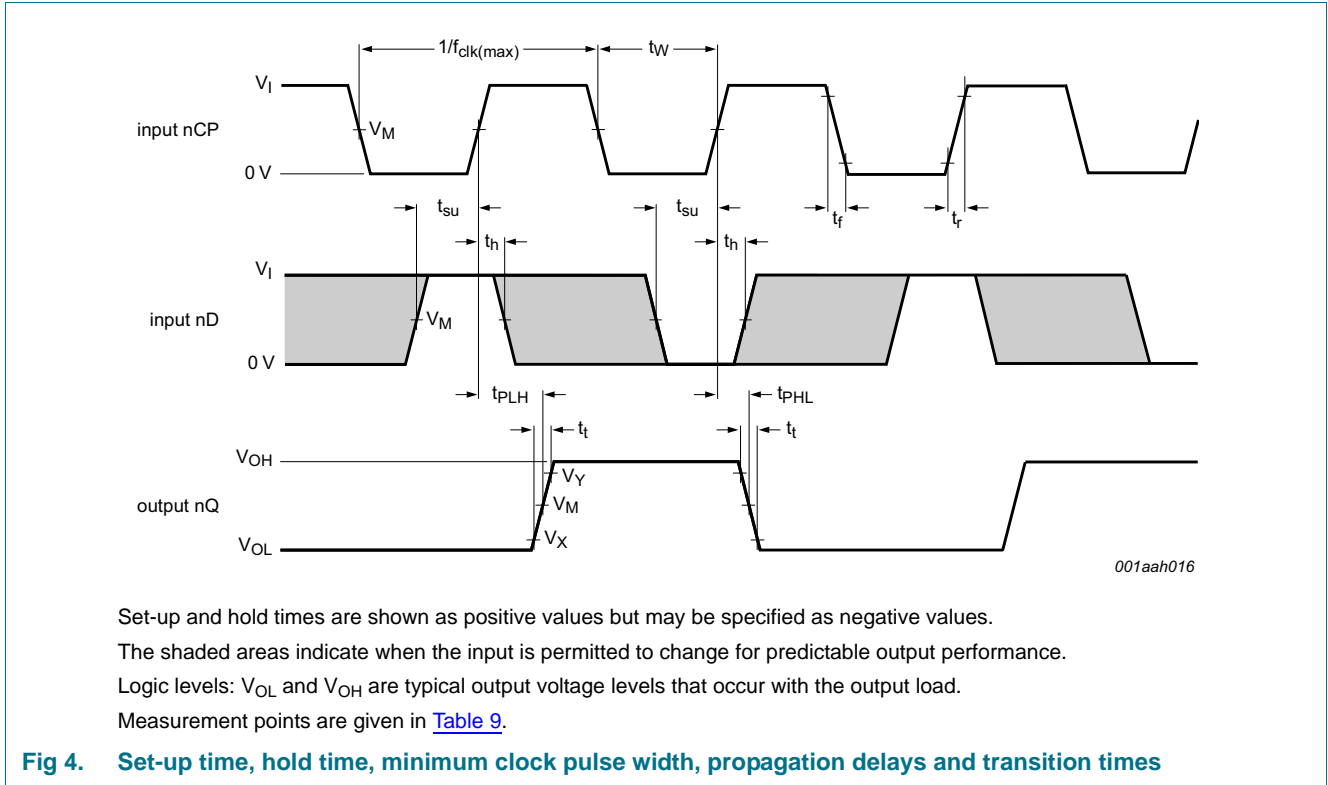 1/fclk(max) tW
VI
input nCP VM
0 V
tsu tsu tf tr
th th
VI
input nD VM
0 V
tPLH tPHL
tt tt
VOH
VY
output nQ VM
VX
VOL
001aah016
Set-up and hold times are shown as positive values but may be specified as negative values.
The shaded areas indicate when the input is permitted to change for predictable output performance.
Logic levels: VOL and VOH are typical output voltage levels that occur with the output load.
Measurement points are given in Table 9.
Fig 4. Set-up time, hold time, minimum clock pulse width, propagation delays and transition times